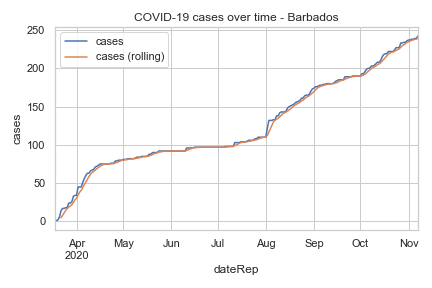 COVID-19 cases over time - Barbados
cases
cases (rolling)
250
200
150
100
50
0
cases
Apr
2020
May
Jun
Jul
Aug
Sep
Oct
Nov
dateRep